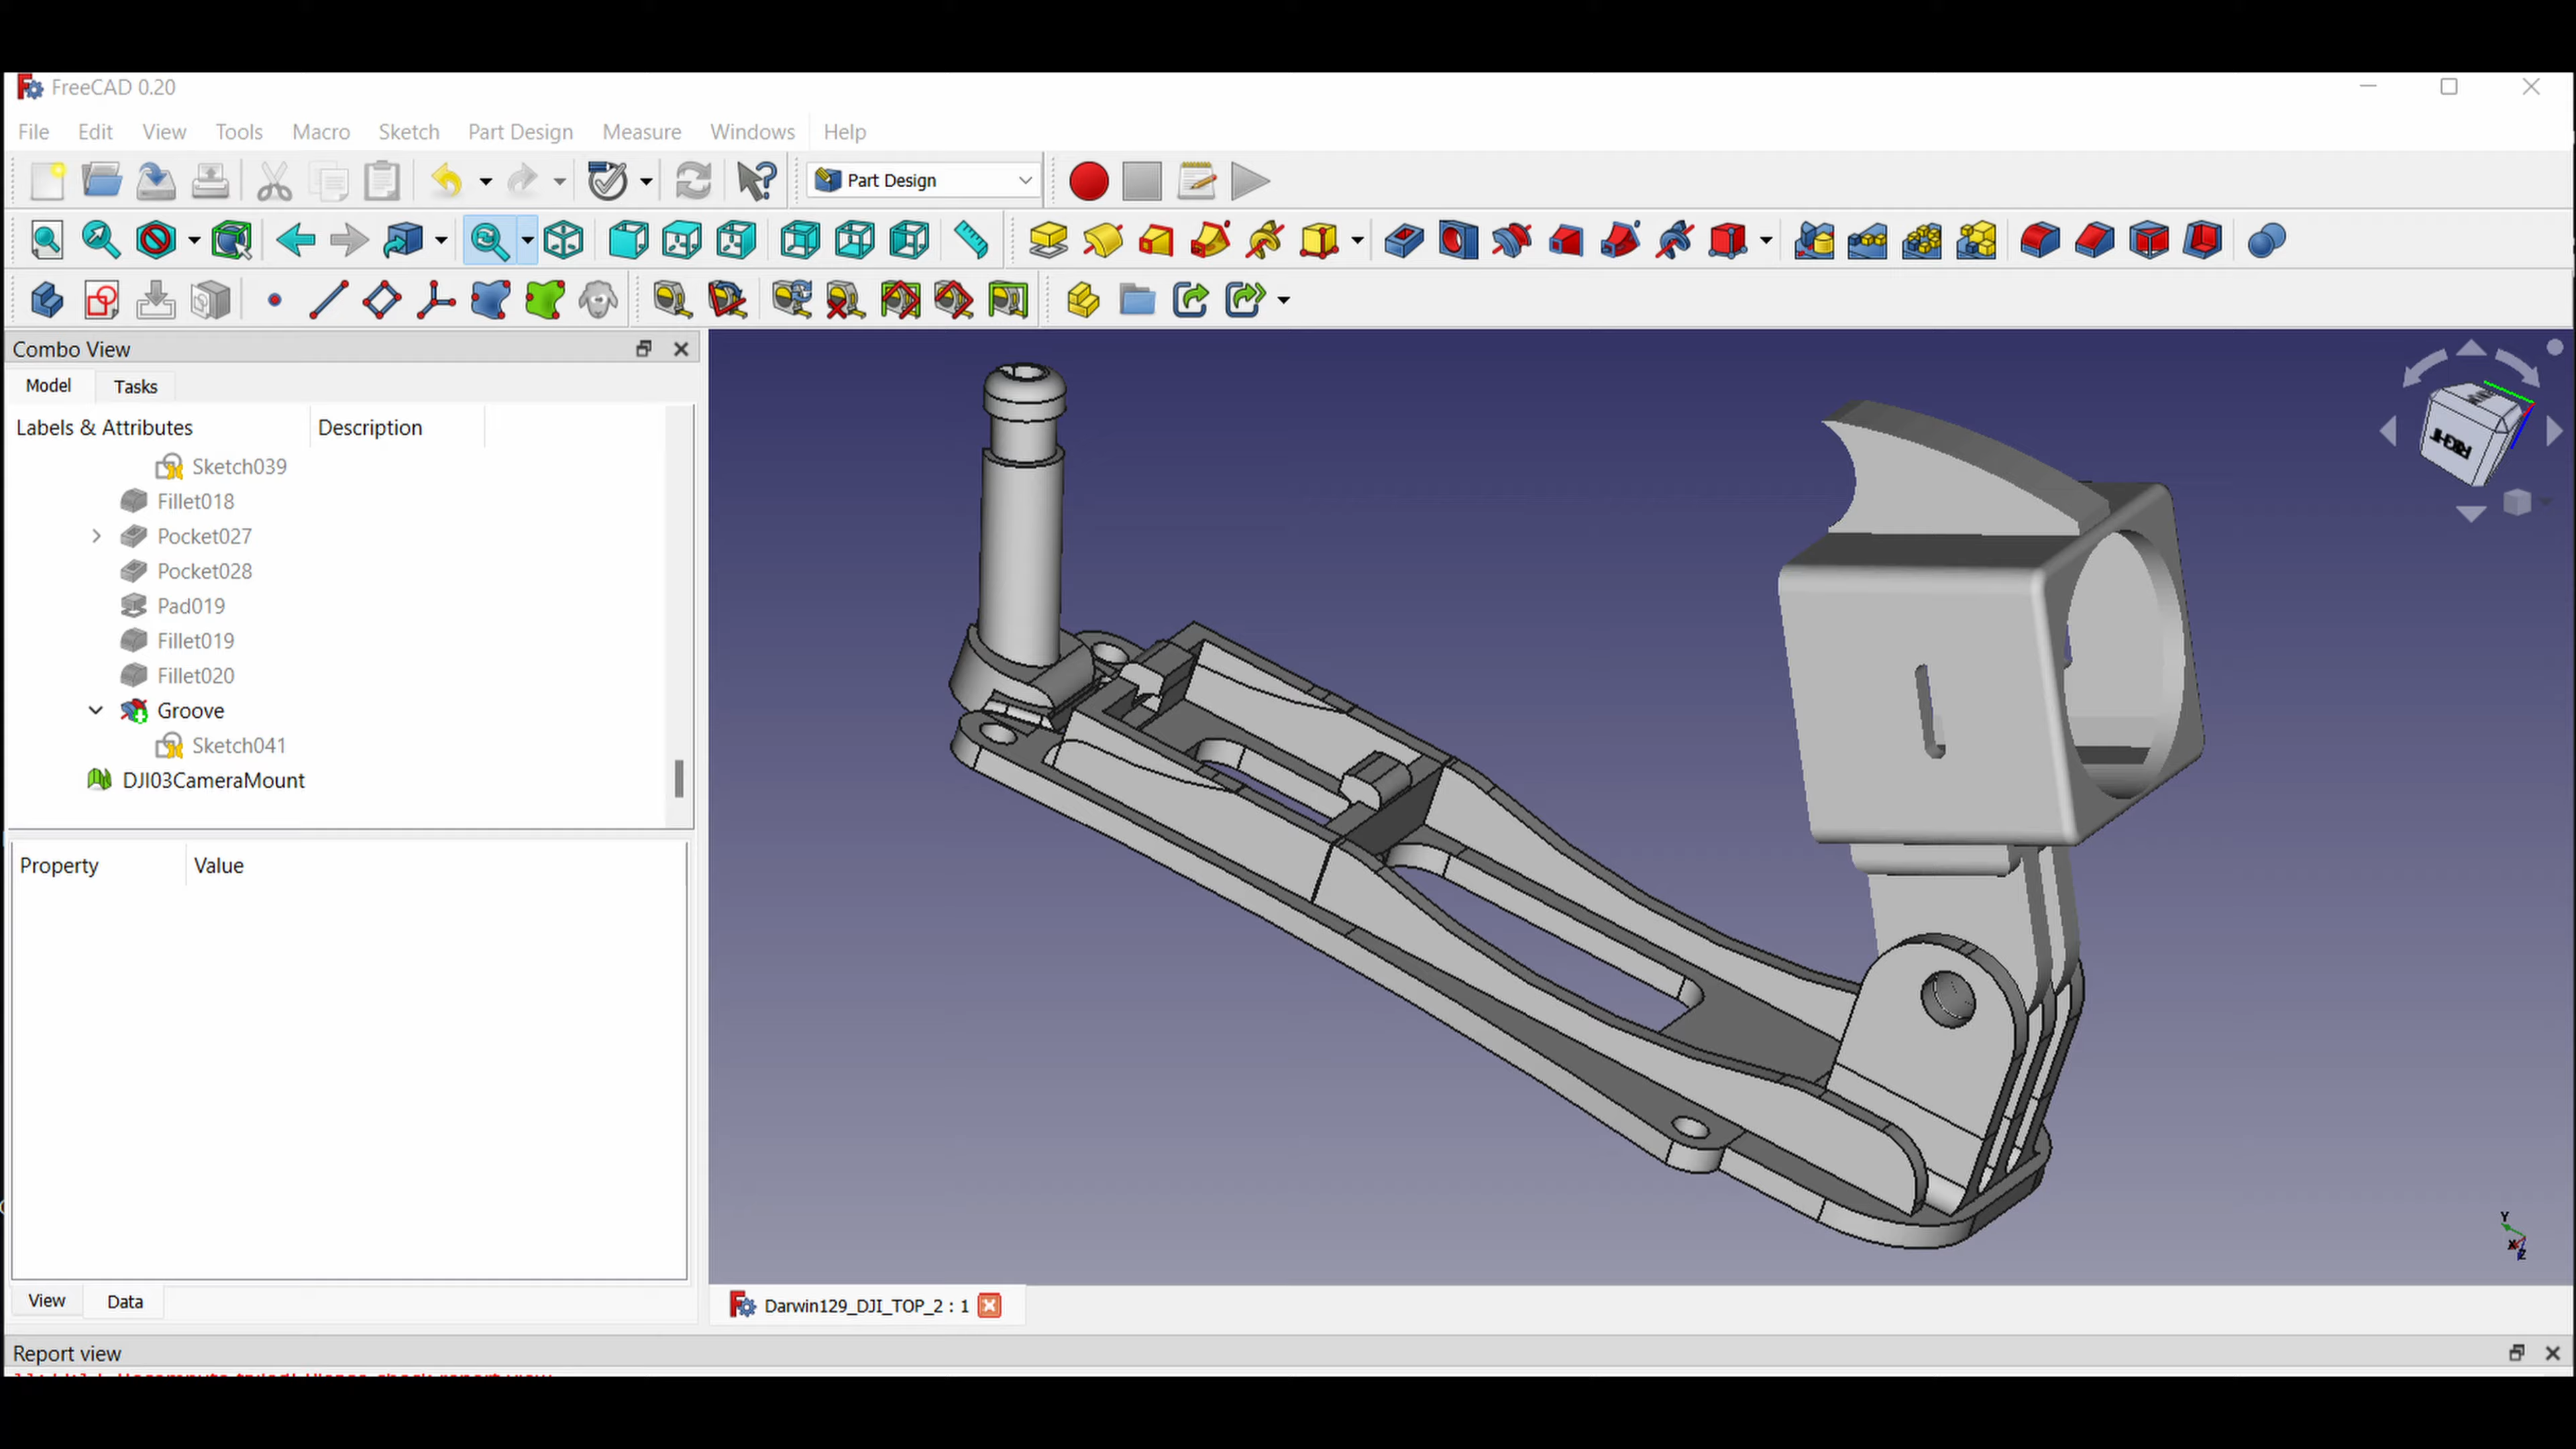 FreeCAD 0.20
File Edit View Tools Macro Sketch Part Design Measure Windows Help
Part Design
Combo View
Model Tasks
Labels & Attributes Description
Sketch039
Fillet018
Pocket027
Pocket028
Pad019
Fillet019
Fillet020
Groove
Sketch041
DJI03CameraMount
Property Value
View Data
RIGHT
Y
X
Z
Darwin129_DJI_TOP_2 : 1
Report view